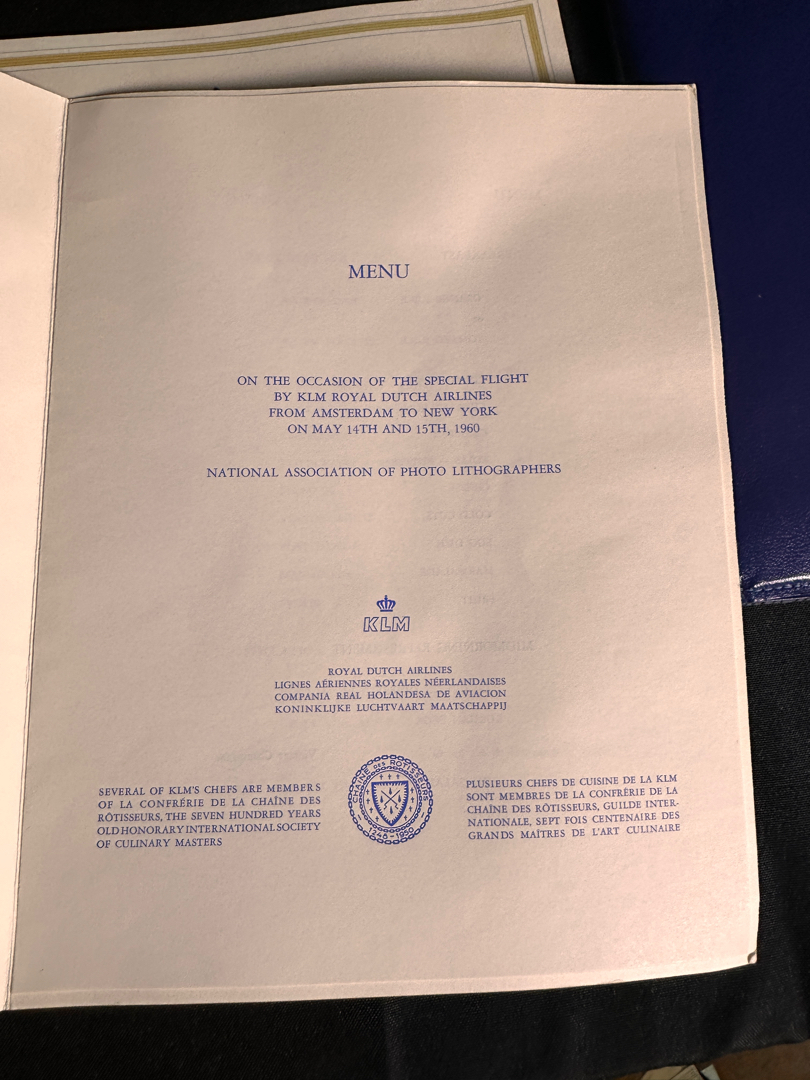 MENU
ON THE OCCASION OF THE SPECIAL FLIGHT
BY KLM ROYAL DUTCH AIRLINES
FROM AMSTERDAM TO NEW YORK
ON MAY 14TH AND 15TH, 1960
NATIONAL ASSOCIATION OF PHOTO LITHOGRAPHERS
KLM
ROYAL DUTCH AIRLINES
LIGNES AÉRIENNES ROYALES NÉERLANDAISES
COMPANIA REAL HOLANDESA DE AVIACION
KONINKLIJKE LUCHTVAART MAATSCHAPPIJ
SEVERAL OF KLM'S CHEFS ARE MEMBERS
OF LA CONFRÉRIE DE LA CHAÎNE DES
RÔTISSEURS, THE SEVEN HUNDRED YEARS
OLD HONORARY INTERNATIONAL SOCIETY
OF CULINARY MASTERS
CHAINE DES ROTISSEURS
1248-1950
PLUSIEURS CHEFS DE CUISINE DE LA KLM
SONT MEMBRES DE LA CONFRÉRIE DE LA
CHAÎNE DES RÔTISSEURS, GUILDE INTER-
NATIONALE, SEPT FOIS CENTENAIRE DES
GRANDS MAÎTRES DE L'ART CULINAIRE